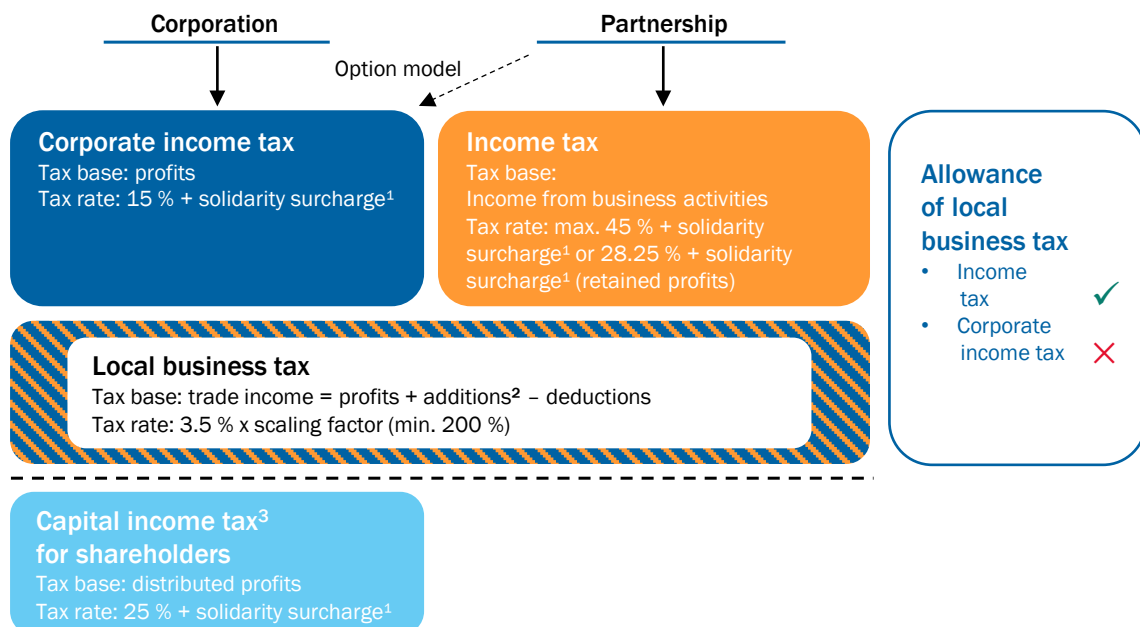 Corporation
Partnership
Option model
Corporate income tax
Tax base: profits
Tax rate: 15 % + solidarity surcharge¹
Income tax
Tax base:
Income from business activities
Tax rate: max. 45 % + solidarity
surcharge¹ or 28.25 % + solidarity
surcharge¹ (retained profits)
Allowance
of local
business tax
• Income
tax
• Corporate
income tax
Local business tax
Tax base: trade income = profits + additions² – deductions
Tax rate: 3.5 % x scaling factor (min. 200 %)
Capital income tax³
for shareholders
Tax base: distributed profits
Tax rate: 25 % + solidarity surcharge¹